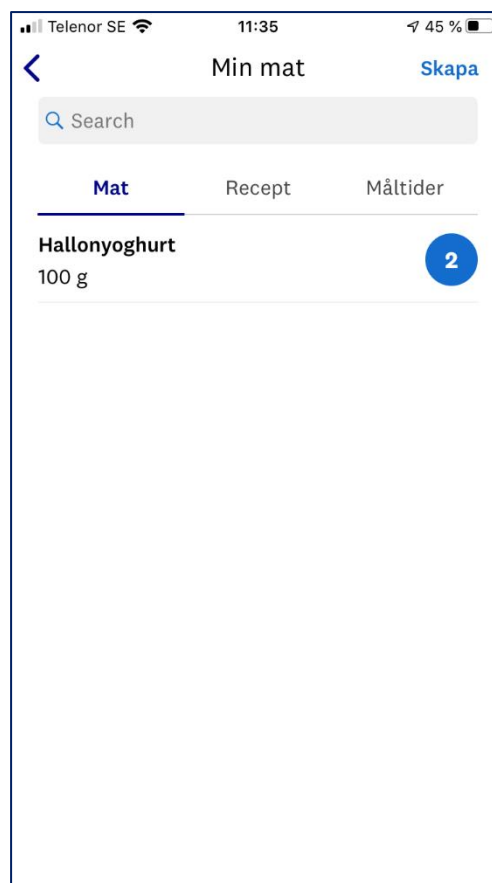 Telenor SE 11:35 45 %
Min mat Skapa
Search
Mat Recept Måltider
Hallonyoghurt
100 g
2